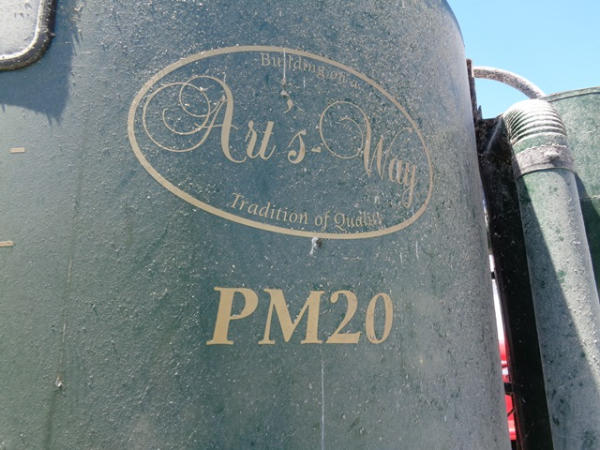 Building on a
Art's-Way
Tradition of Quality
PM20